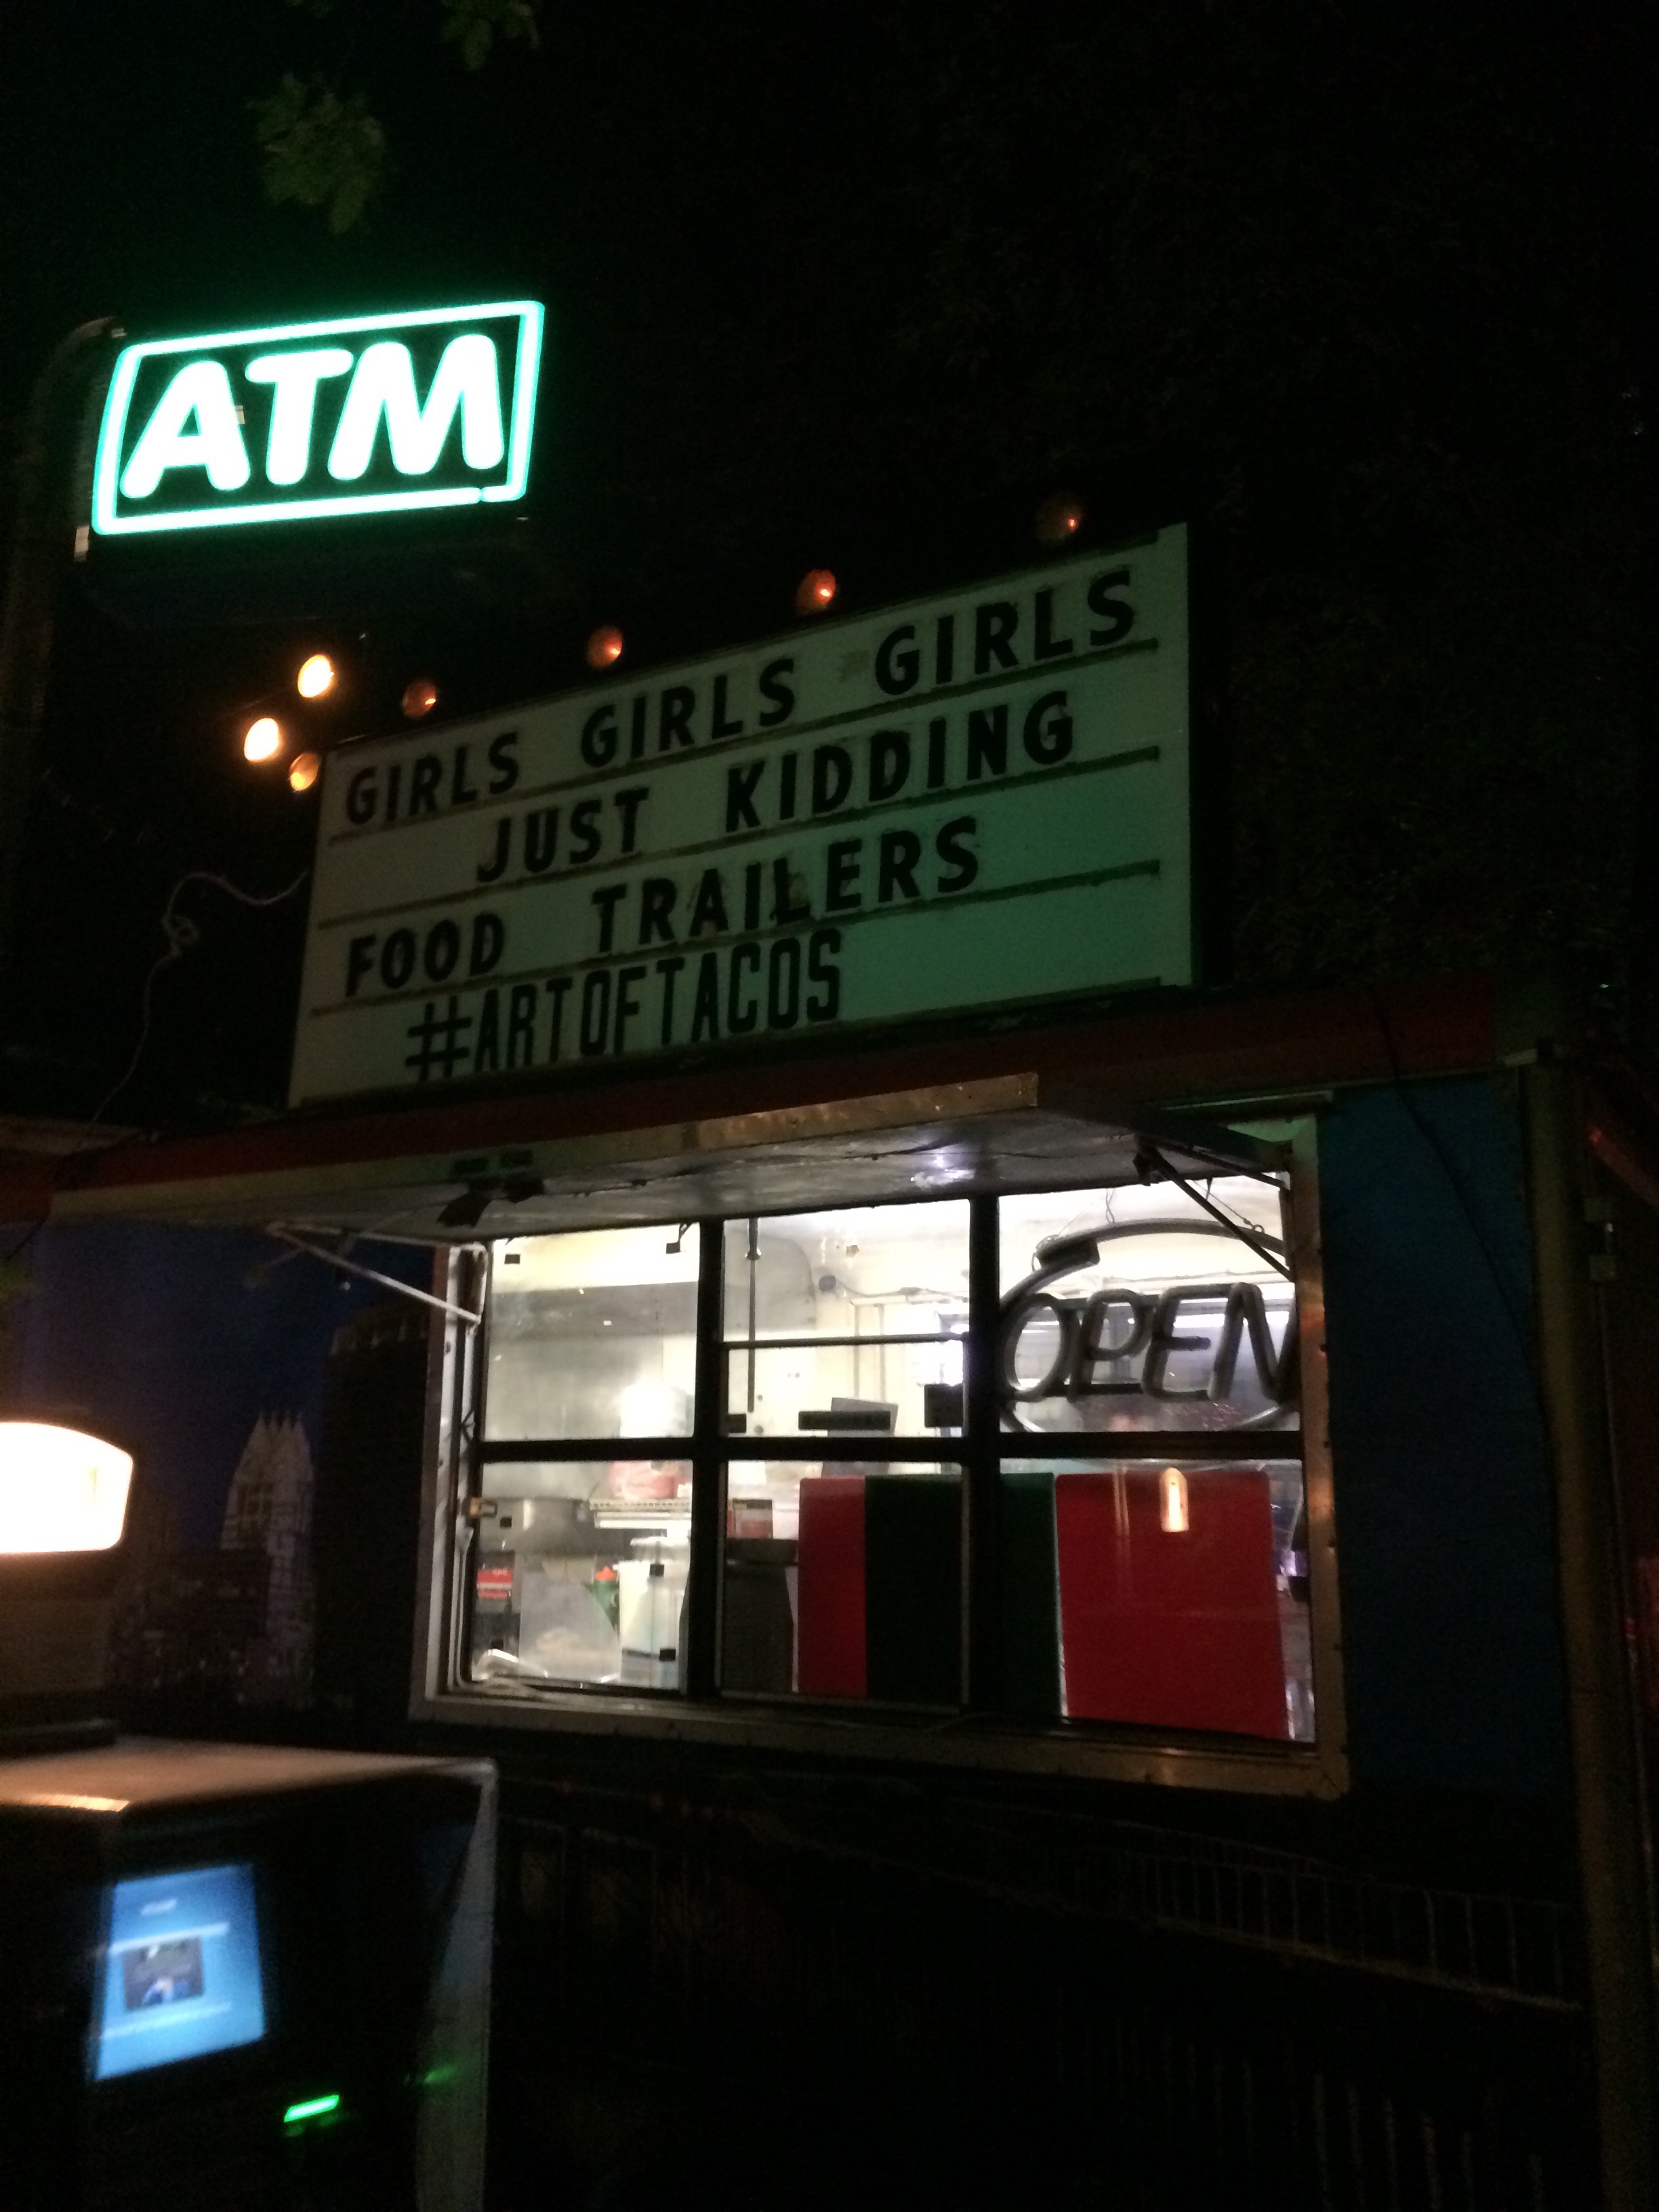 ATM
GIRLS GIRLS GIRLS
JUST KIDDING
FOOD TRAILERS
#ARTOFTACOS
OPEN